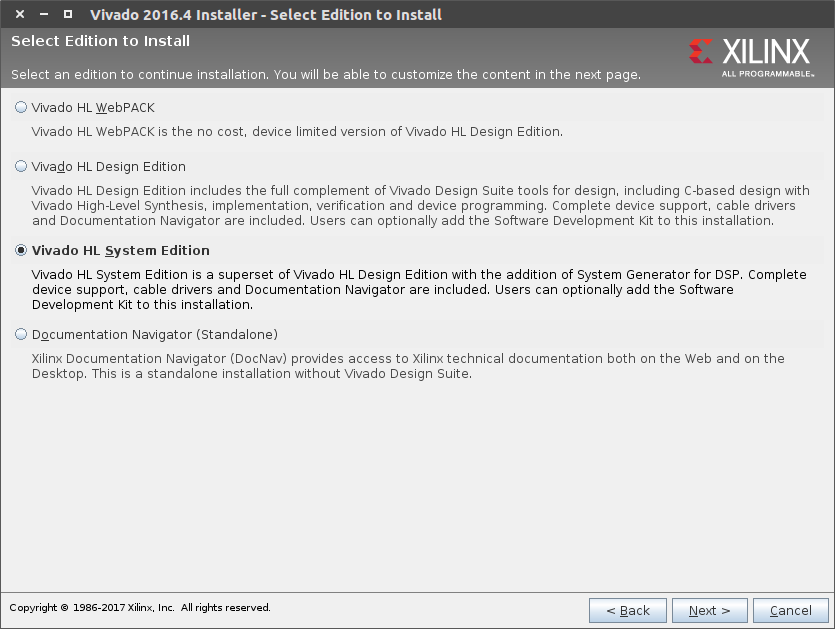 Vivado 2016.4 Installer - Select Edition to Install
Select Edition to Install
XILINX
ALL PROGRAMMABLE™
Select an edition to continue installation. You will be able to customize the content in the next page.
Vivado HL WebPACK
Vivado HL WebPACK is the no cost, device limited version of Vivado HL Design Edition.
Vivado HL Design Edition
Vivado HL Design Edition includes the full complement of Vivado Design Suite tools for design, including C-based design with
Vivado High-Level Synthesis, implementation, verification and device programming. Complete device support, cable drivers
and Documentation Navigator are included. Users can optionally add the Software Development Kit to this installation.
Vivado HL System Edition
Vivado HL System Edition is a superset of Vivado HL Design Edition with the addition of System Generator for DSP. Complete
device support, cable drivers and Documentation Navigator are included. Users can optionally add the Software
Development Kit to this installation.
Documentation Navigator (Standalone)
Xilinx Documentation Navigator (DocNav) provides access to Xilinx technical documentation both on the Web and on the
Desktop. This is a standalone installation without Vivado Design Suite.
Copyright © 1986-2017 Xilinx, Inc. All rights reserved.
< Back
Next >
Cancel